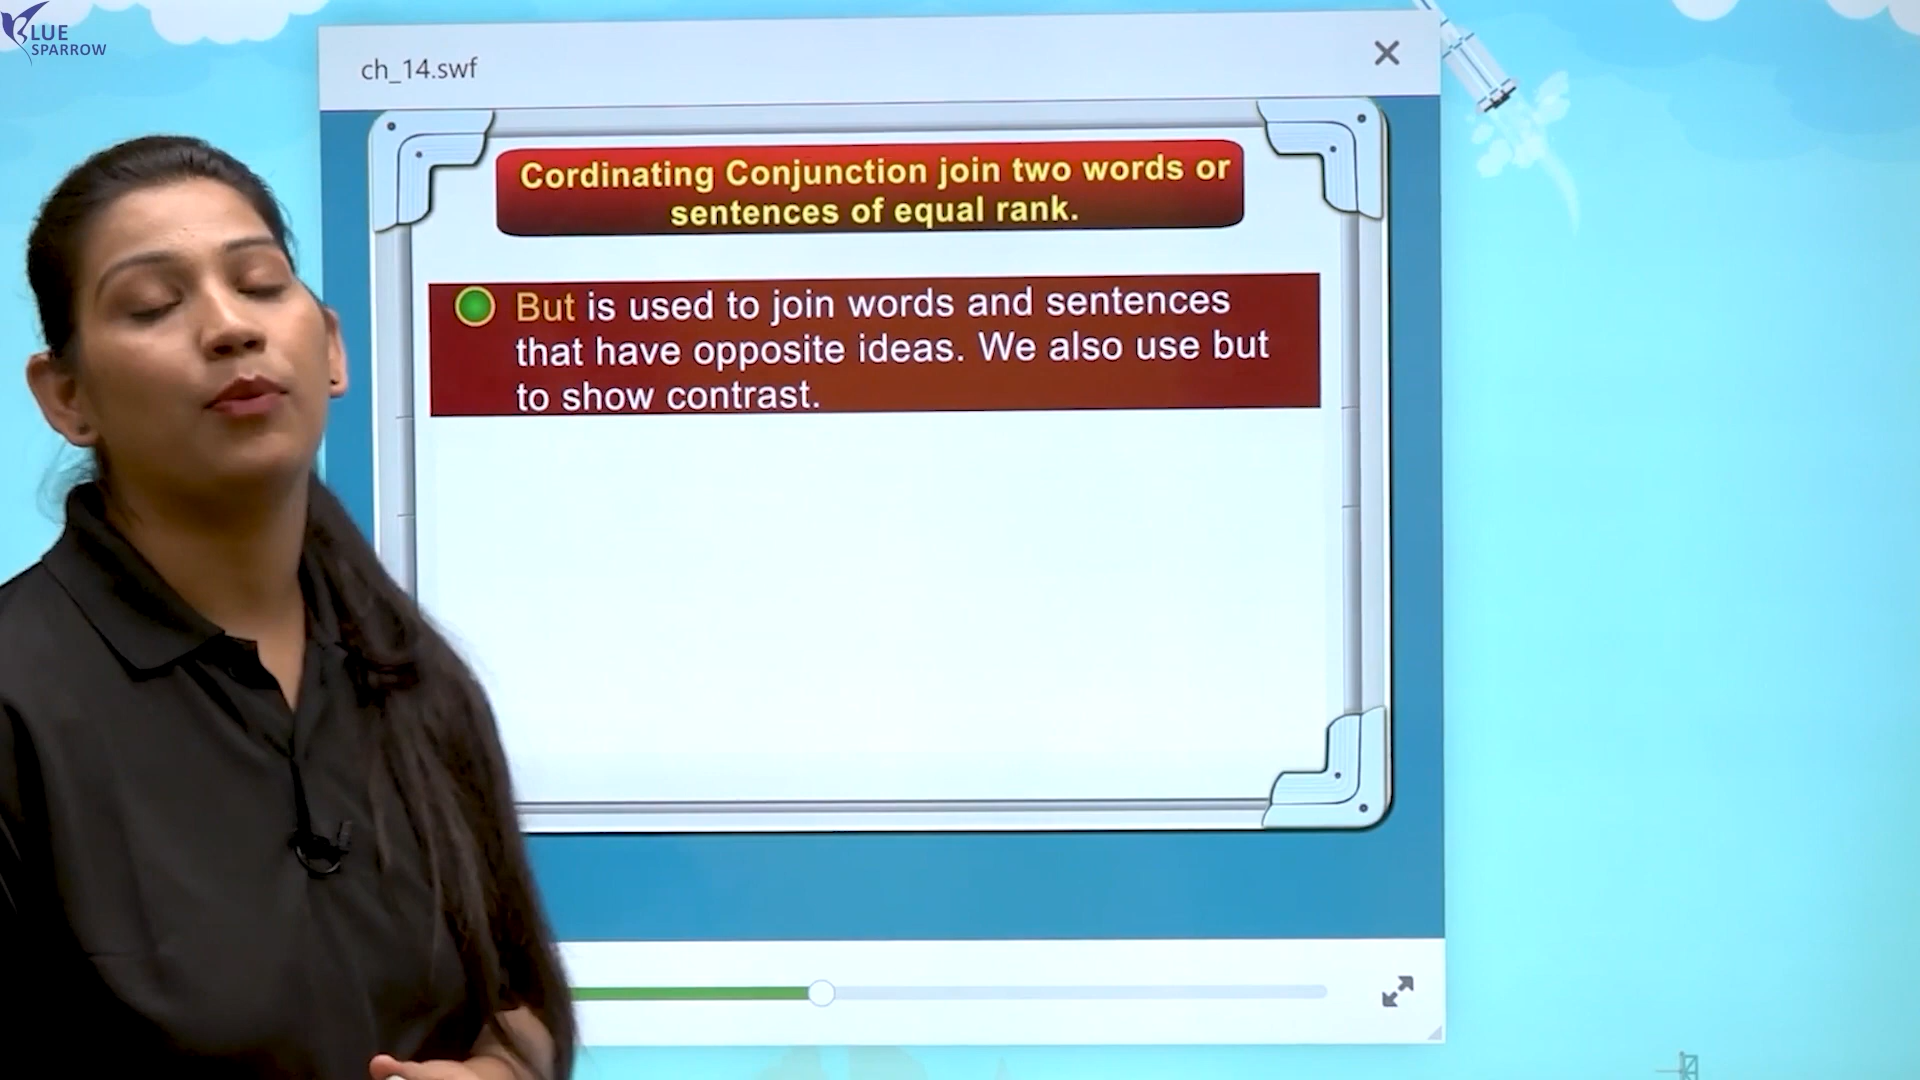 BLUE
SPARROW
ch_14.swf
Cordinating Conjunction join two words or
sentences of equal rank.
But is used to join words and sentences
that have opposite ideas. We also use but
to show contrast.